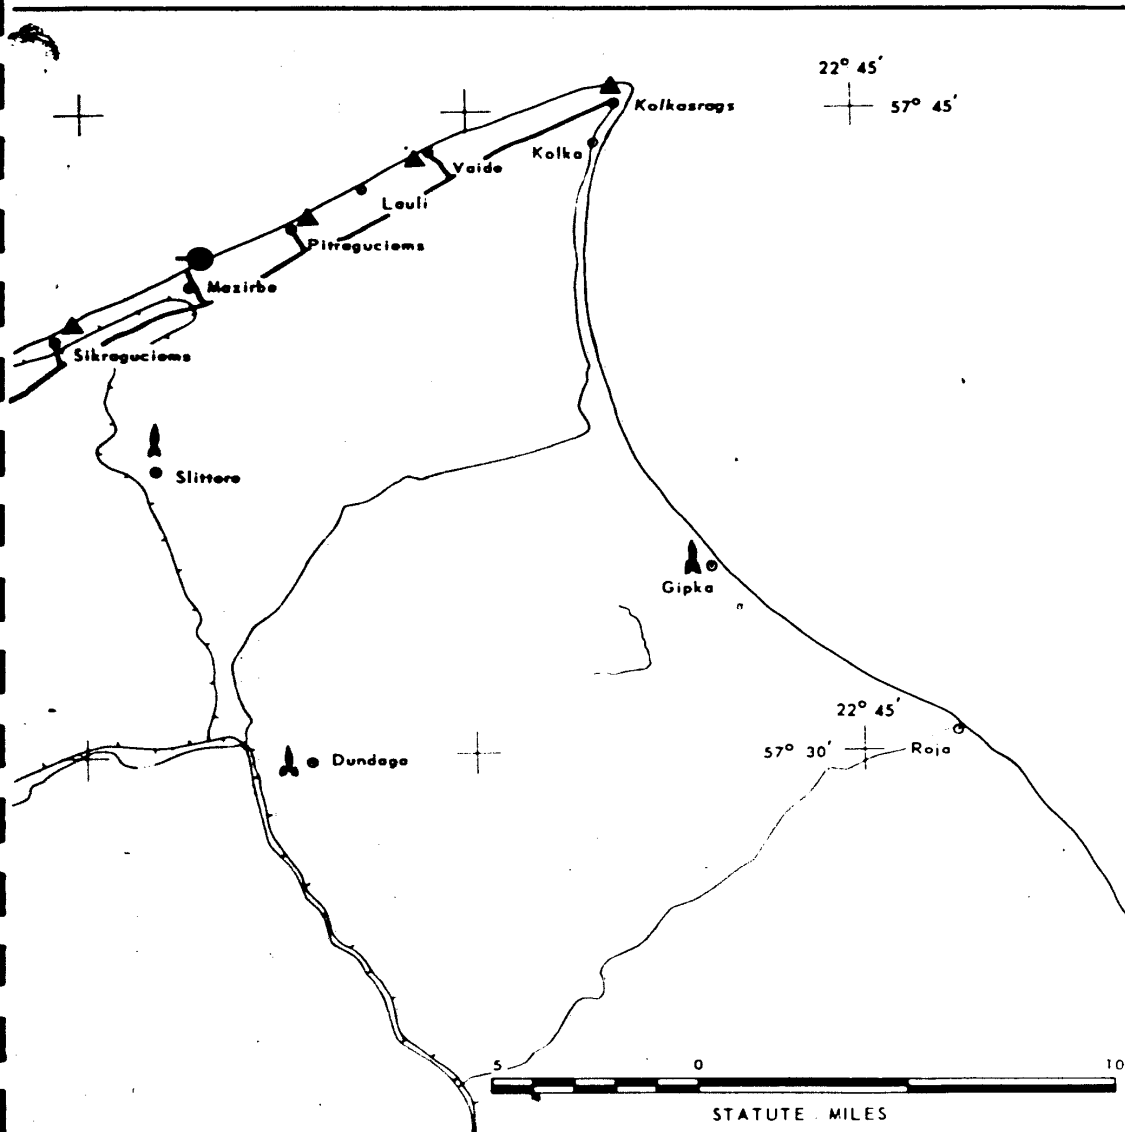 22° 45′
57° 45′
Kolkasrags
Kolka
Vaide
Lauli
Pitraguciems
Mazirbe
Sikraguciems
Slittere
Gipka
22° 45′
57° 30′
Roja
Dundaga
5 0 10
STATUTE MILES